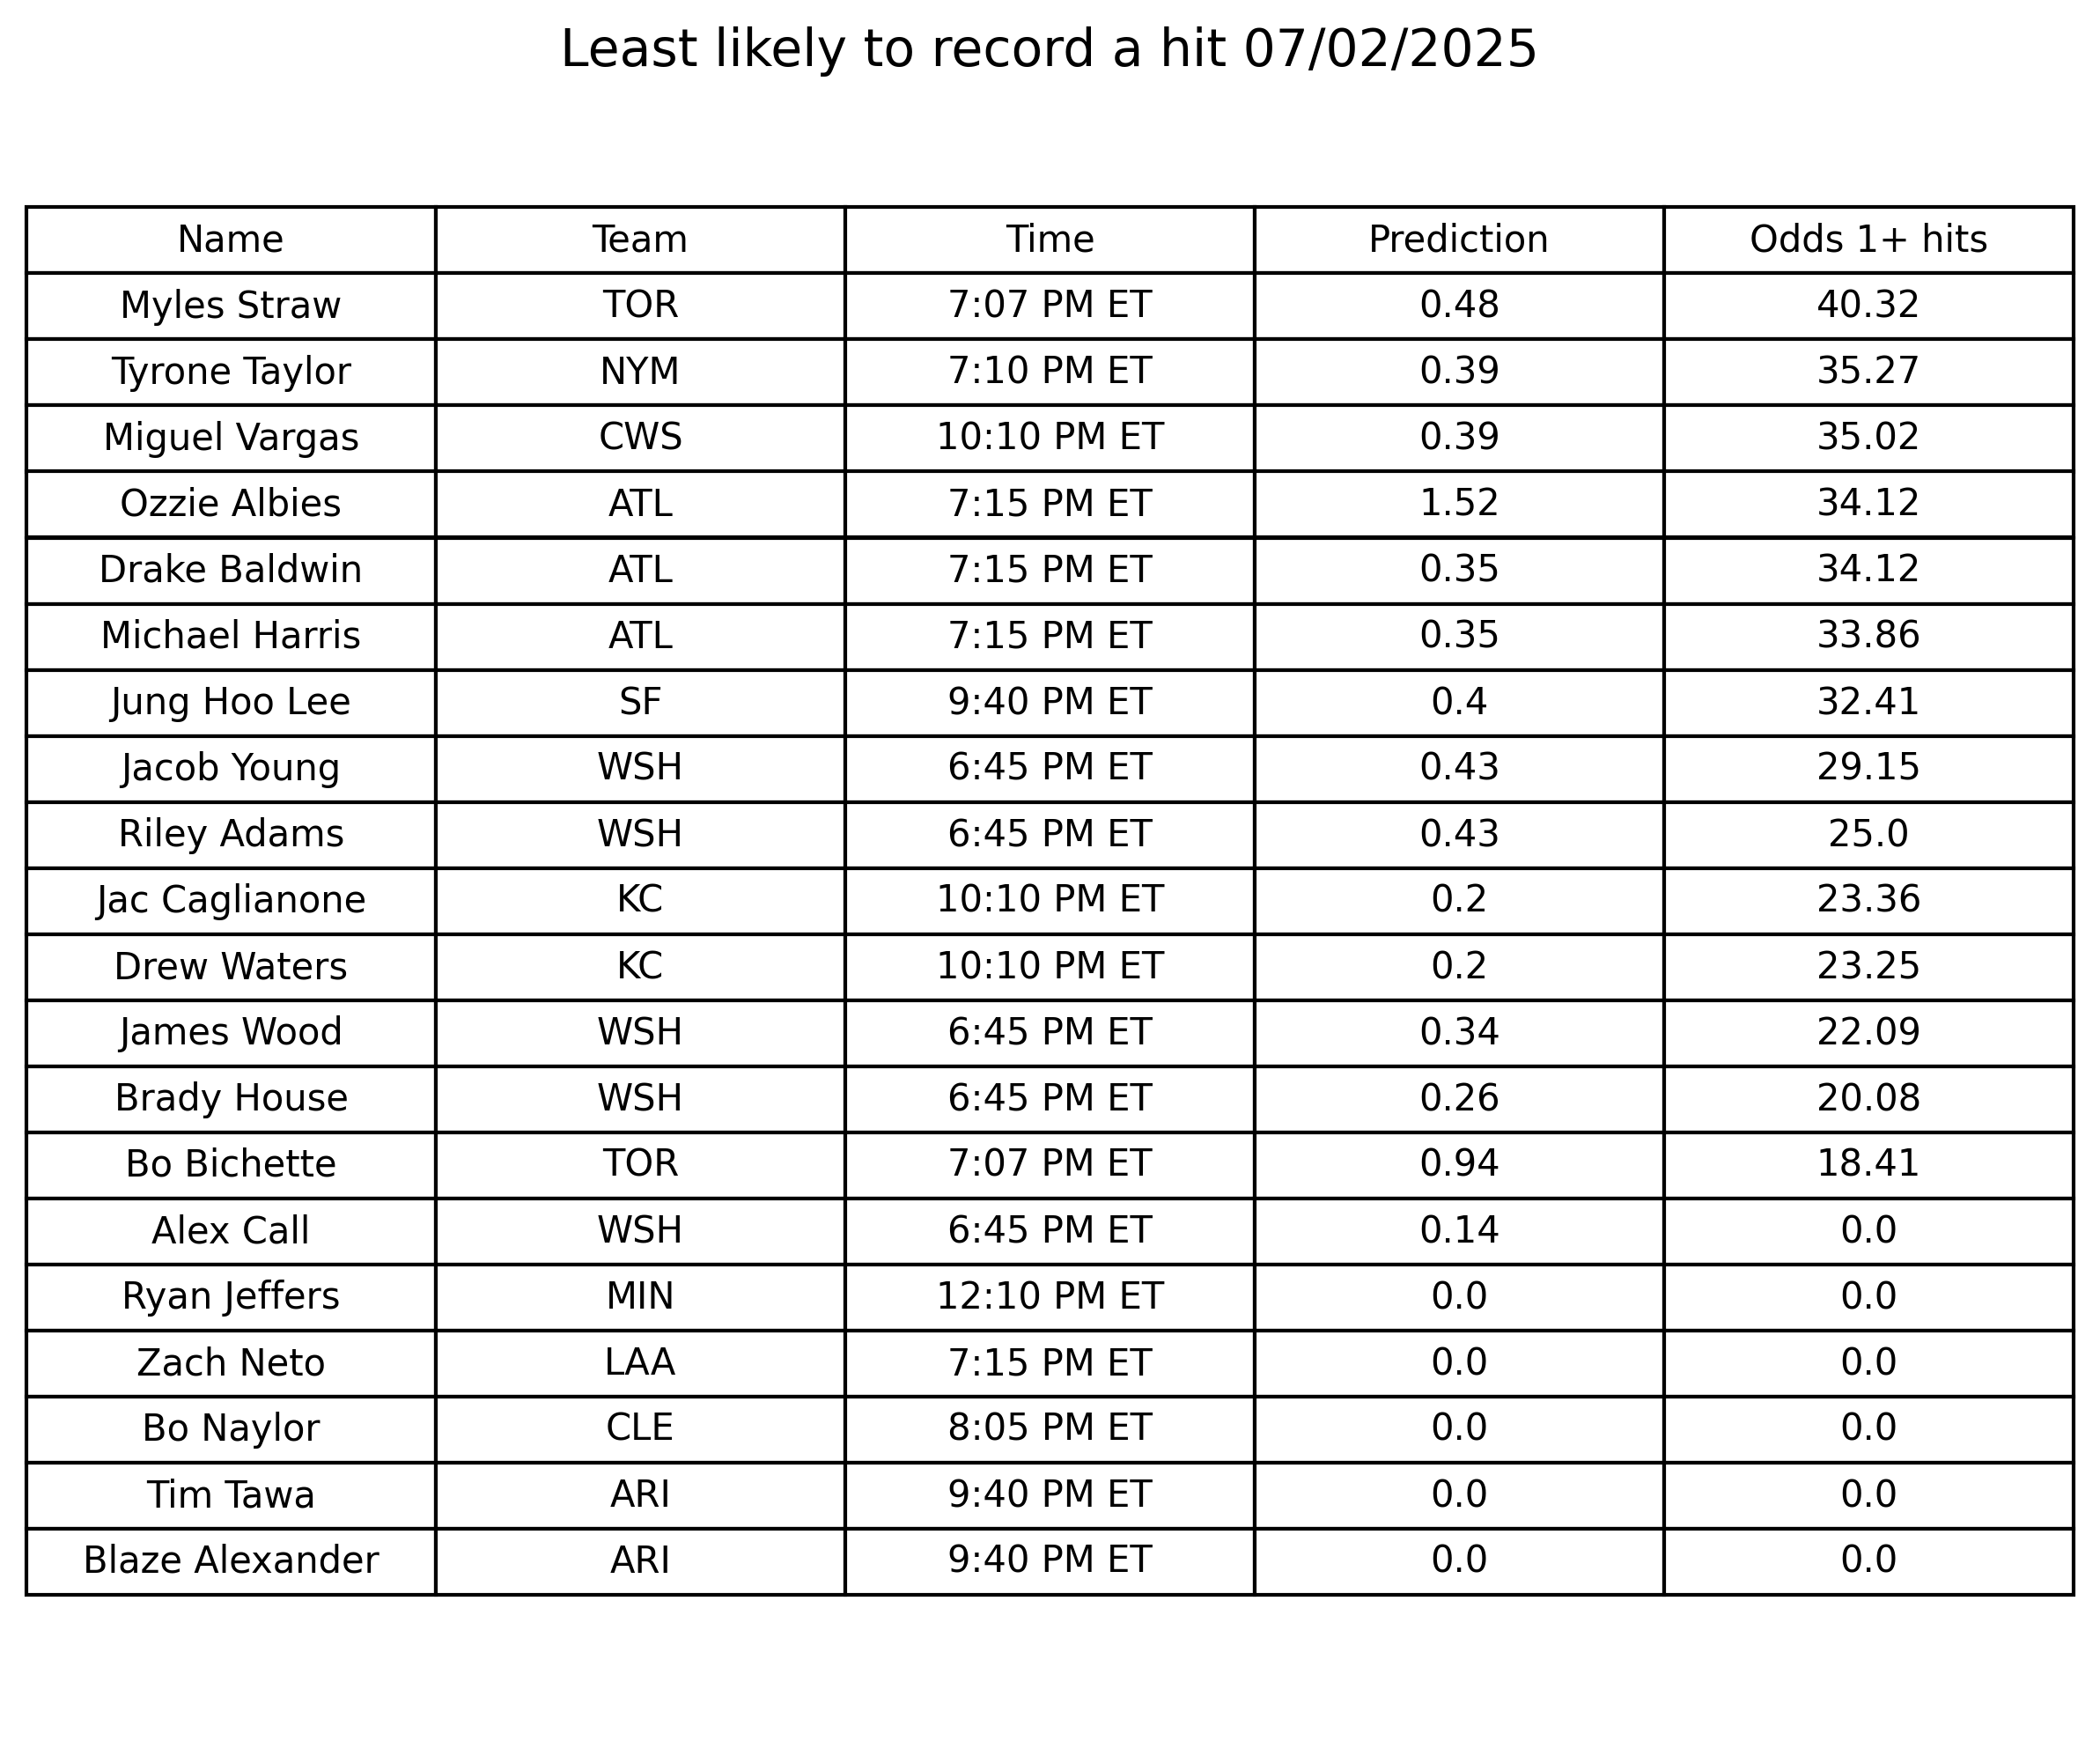 Least likely to record a hit 07/02/2025
Name Team Time Prediction Odds 1+ hits
Myles Straw TOR 7:07 PM ET 0.48 40.32
Tyrone Taylor NYM 7:10 PM ET 0.39 35.27
Miguel Vargas CWS 10:10 PM ET 0.39 35.02
Ozzie Albies ATL 7:15 PM ET 1.52 34.12
Drake Baldwin ATL 7:15 PM ET 0.35 34.12
Michael Harris ATL 7:15 PM ET 0.35 33.86
Jung Hoo Lee SF 9:40 PM ET 0.4 32.41
Jacob Young WSH 6:45 PM ET 0.43 29.15
Riley Adams WSH 6:45 PM ET 0.43 25.0
Jac Caglianone KC 10:10 PM ET 0.2 23.36
Drew Waters KC 10:10 PM ET 0.2 23.25
James Wood WSH 6:45 PM ET 0.34 22.09
Brady House WSH 6:45 PM ET 0.26 20.08
Bo Bichette TOR 7:07 PM ET 0.94 18.41
Alex Call WSH 6:45 PM ET 0.14 0.0
Ryan Jeffers MIN 12:10 PM ET 0.0 0.0
Zach Neto LAA 7:15 PM ET 0.0 0.0
Bo Naylor CLE 8:05 PM ET 0.0 0.0
Tim Tawa ARI 9:40 PM ET 0.0 0.0
Blaze Alexander ARI 9:40 PM ET 0.0 0.0